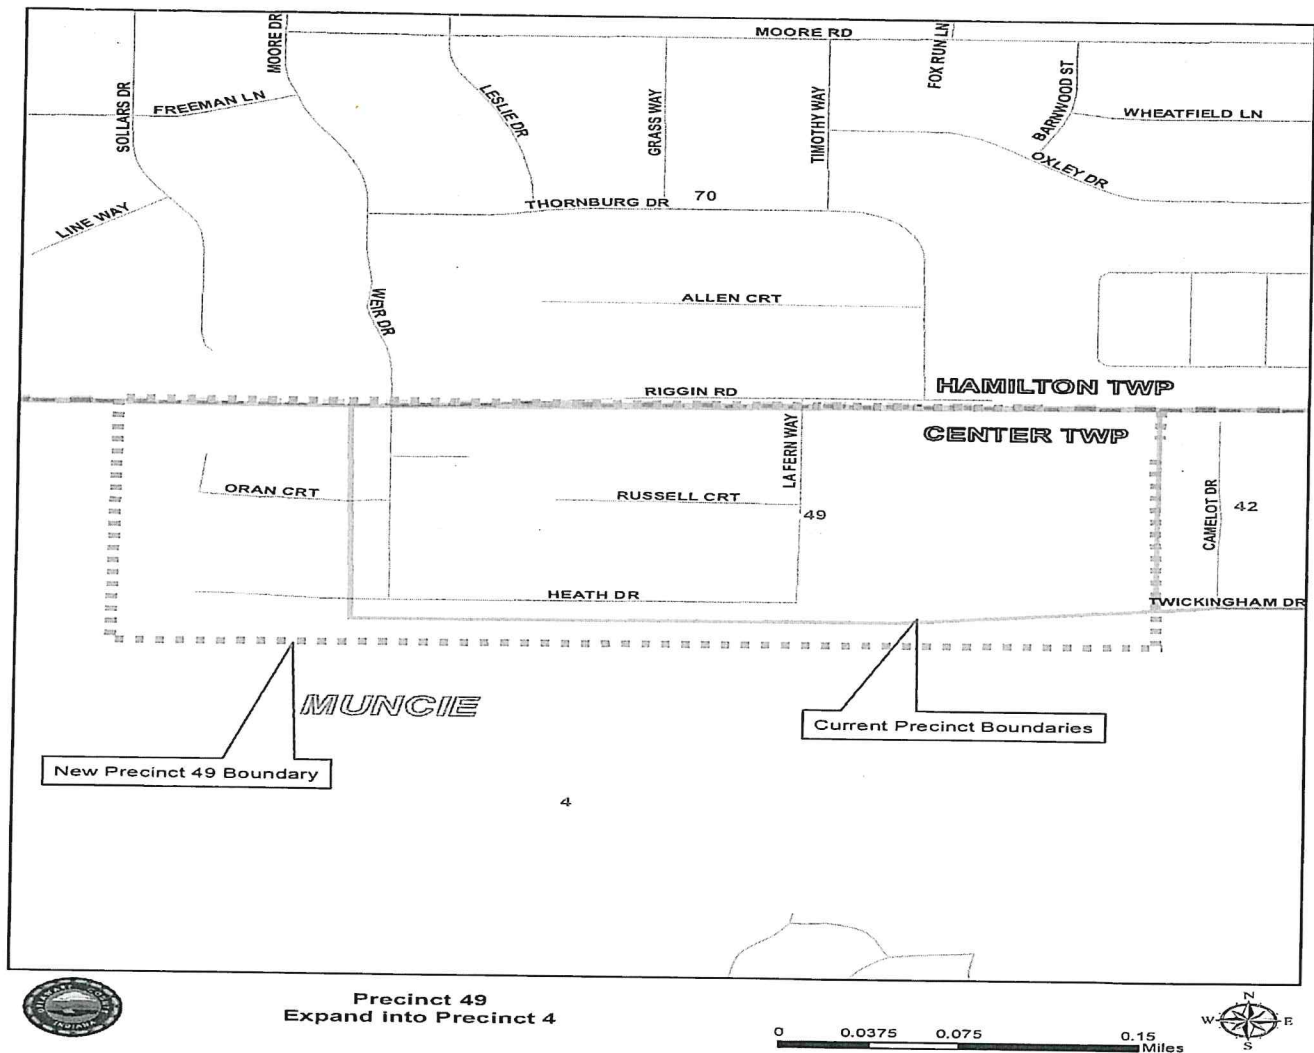 MOORE DR
MOORE RD
FOX RUN LN
SOLLARS DR
FREEMAN LN
LESLIE DR
GRASS WAY
TIMOTHY WAY
BARNWOOD ST
WHEATFIELD LN
OXLEY DR
LINE WAY
THORNBURG DR
70
WEIR DR
ALLEN CRT
RIGGIN RD
HAMILTON TWP
CENTER TWP
LA FERN WAY
ORAN CRT
RUSSELL CRT
49
CAMELOT DR
42
HEATH DR
TWICKINGHAM DR
MUNCIE
Current Precinct Boundaries
New Precinct 49 Boundary
4
Precinct 49
Expand into Precinct 4
N
W E
S
0 0.0375 0.075 0.15
Miles
INDIANA